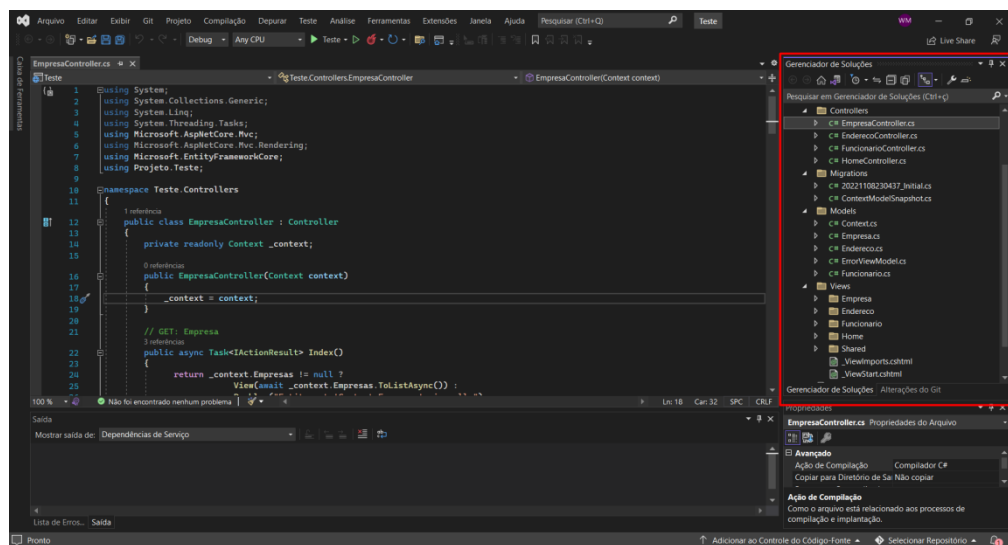 Arquivo Editar Exibir Git Projeto Compilação Depurar Teste Análise Ferramentas Extensões Janela Ajuda Pesquisar (Ctrl+Q) Teste WM
Debug Any CPU Teste Live Share
Caixa de Ferramentas
EmpresaController.cs
Teste Teste.Controllers.EmpresaController EmpresaController(Context context)
1 using System;
2 using System.Collections.Generic;
3 using System.Linq;
4 using System.Threading.Tasks;
5 using Microsoft.AspNetCore.Mvc;
6 using Microsoft.AspNetCore.Mvc.Rendering;
7 using Microsoft.EntityFrameworkCore;
8 using Projeto.Teste;
9
10 namespace Teste.Controllers
11 {
1 referência
12 public class EmpresaController : Controller
13 {
14 private readonly Context _context;
15
0 referências
16 public EmpresaController(Context context)
17 {
18 _context = context;
19 }
20
21 // GET: Empresa
3 referências
22 public async Task<IActionResult> Index()
23 {
24 return _context.Empresas != null ?
25 View(await _context.Empresas.ToListAsync()) :
100 % Não foi encontrado nenhum problema Ln: 18 Car: 32 SPC CRLF
Saída
Mostrar saída de: Dependências de Serviço
Lista de Erros... Saída
Gerenciador de Soluções
Pesquisar em Gerenciador de Soluções (Ctrl+ç)
Controllers
C# EmpresaController.cs
C# EnderecoController.cs
C# FuncionarioController.cs
C# HomeController.cs
Migrations
C# 20221108230437_Initial.cs
C# ContextModelSnapshot.cs
Models
C# Context.cs
C# Empresa.cs
C# Endereco.cs
C# ErrorViewModel.cs
C# Funcionario.cs
Views
Empresa
Endereco
Funcionario
Home
Shared
_ViewImports.cshtml
_ViewStart.cshtml
Gerenciador de Soluções Alterações do Git
Propriedades
EmpresaController.cs Propriedades do Arquivo
Avançado
Ação de Compilação Compilador C#
Copiar para Diretório de Saí Não copiar
Ação de Compilação
Como o arquivo está relacionado aos processos de
compilação e implantação.
Pronto Adicionar ao Controle do Código-Fonte Selecionar Repositório